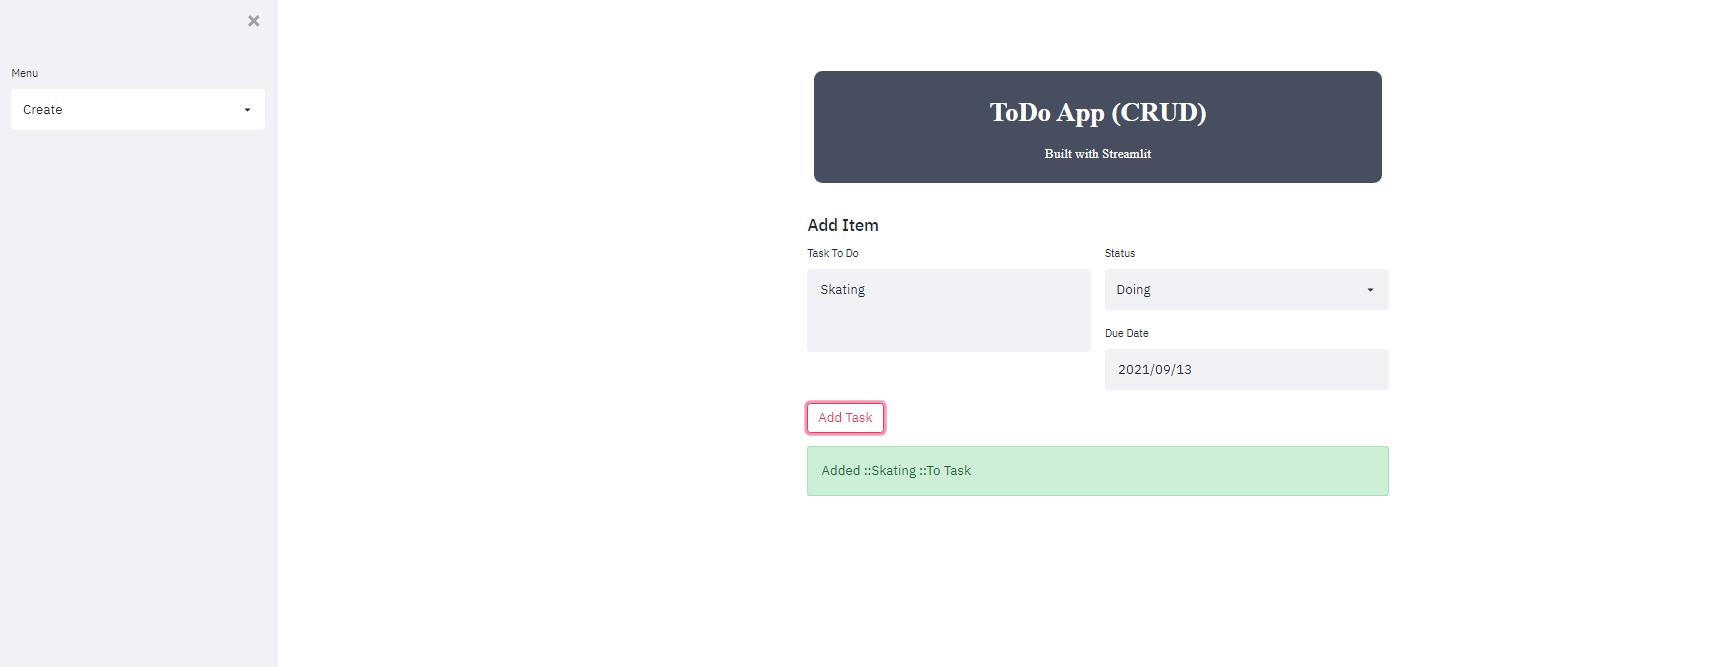 Menu
Create
ToDo App (CRUD)
Built with Streamlit
Add Item
Task To Do
Skating
Status
Doing
Due Date
2021/09/13
Add Task
Added ::Skating ::To Task